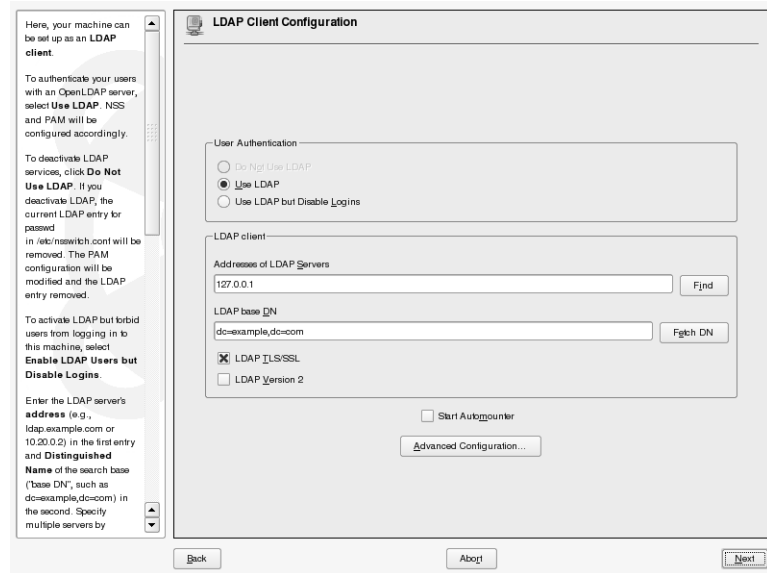 Here, your machine can
be set up as an LDAP
client.
To authenticate your users
with an OpenLDAP server,
select Use LDAP. NSS
and PAM will be
configured accordingly.
To deactivate LDAP
services, click Do Not
Use LDAP. If you
deactivate LDAP, the
current LDAP entry for
passwd
in /etc/nsswitch.conf will be
removed. The PAM
configuration will be
modified and the LDAP
entry removed.
To activate LDAP but forbid
users from logging in to
this machine, select
Enable LDAP Users but
Disable Logins.
Enter the LDAP server's
address (e.g.,
ldap.example.com or
10.20.0.2) in the first entry
and Distinguished
Name of the search base
("base DN", such as
dc=example,dc=com) in
the second. Specify
multiple servers by
LDAP Client Configuration
User Authentication
Do Not Use LDAP
Use LDAP
Use LDAP but Disable Logins
LDAP client
Addresses of LDAP Servers
127.0.0.1
Find
LDAP base DN
dc=example,dc=com
Fetch DN
LDAP TLS/SSL
LDAP Version 2
Start Automounter
Advanced Configuration...
Back
Abort
Next